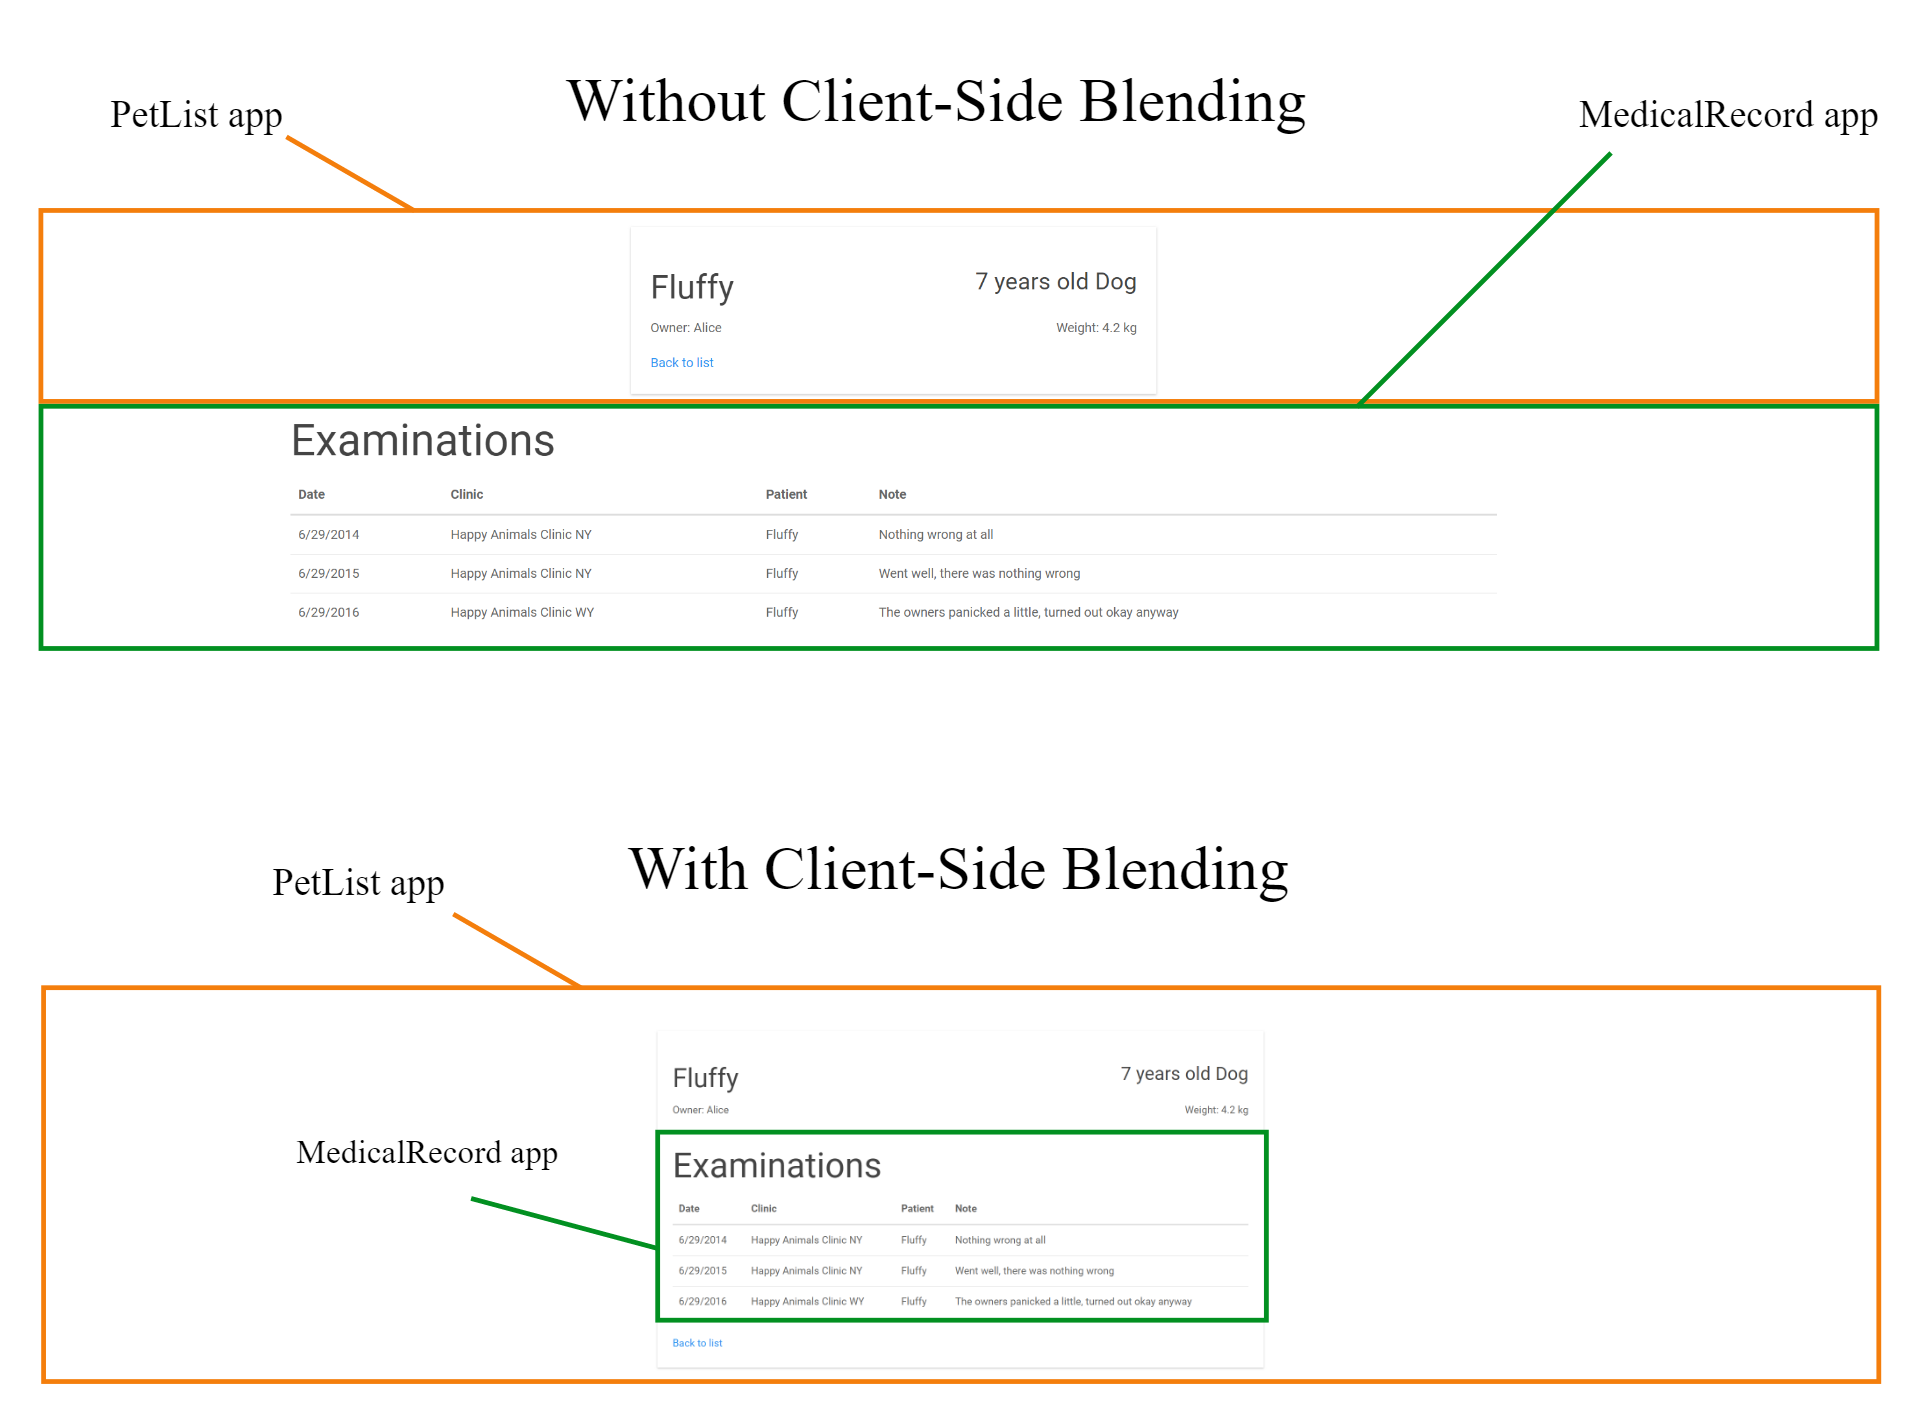 Without Client-Side Blending
PetList app
MedicalRecord app
Fluffy
7 years old Dog
Owner: Alice
Weight: 4.2 kg
Back to list
Examinations
Date Clinic Patient Note
6/29/2014 Happy Animals Clinic NY Fluffy Nothing wrong at all
6/29/2015 Happy Animals Clinic NY Fluffy Went well, there was nothing wrong
6/29/2016 Happy Animals Clinic WY Fluffy The owners panicked a little, turned out okay anyway
With Client-Side Blending
PetList app
Fluffy
7 years old Dog
Owner: Alice
Weight: 4.2 kg
MedicalRecord app
Examinations
Date Clinic Patient Note
6/29/2014 Happy Animals Clinic NY Fluffy Nothing wrong at all
6/29/2015 Happy Animals Clinic NY Fluffy Went well, there was nothing wrong
6/29/2016 Happy Animals Clinic WY Fluffy The owners panicked a little, turned out okay anyway
Back to list